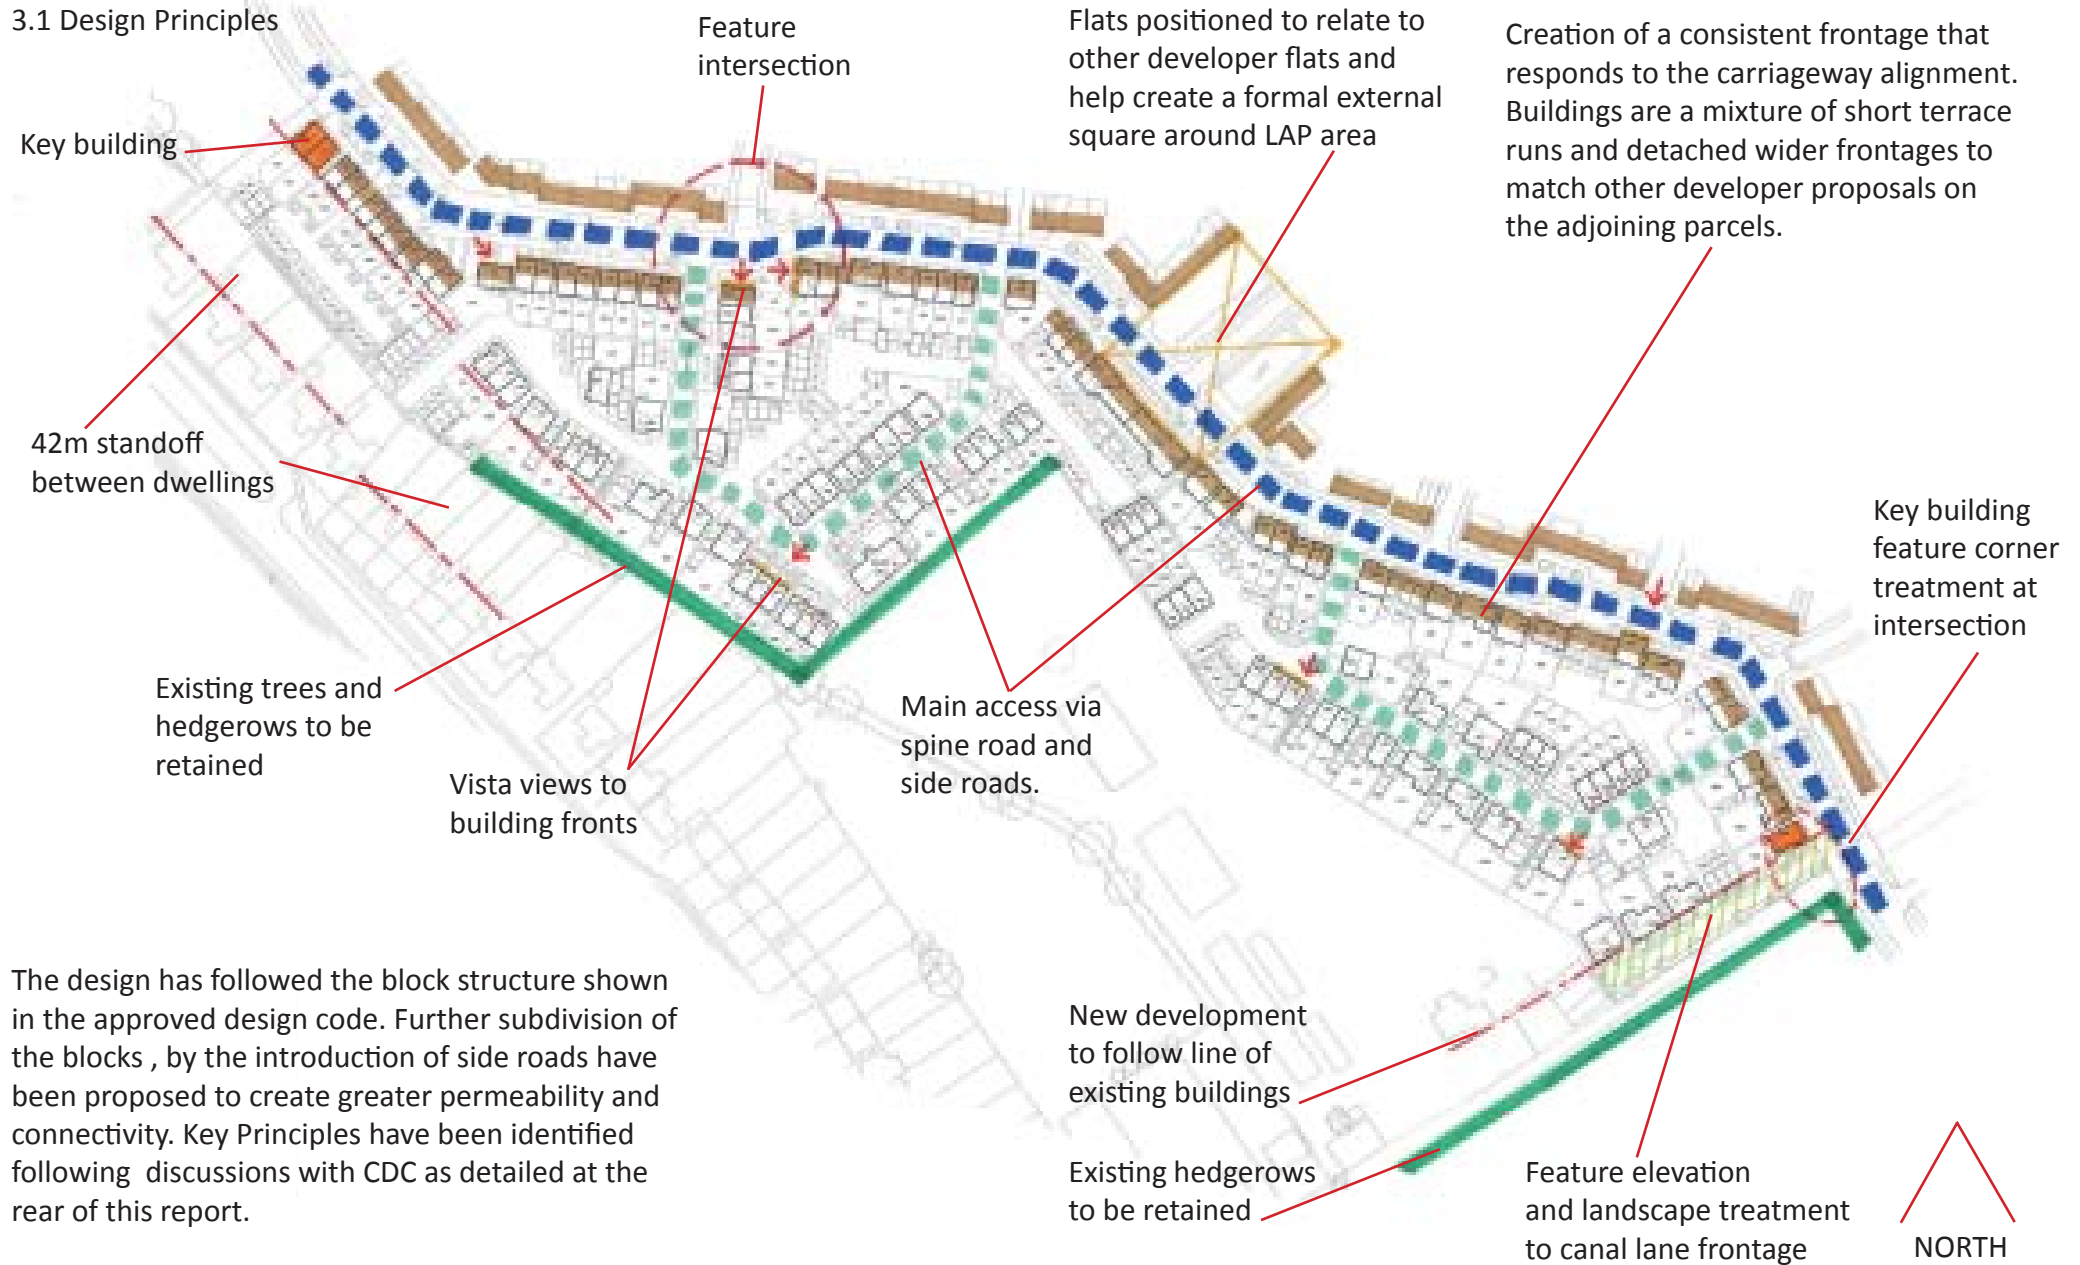 3.1 Design Principles
Feature
intersection
Flats positioned to relate to
other developer flats and
help create a formal external
square around LAP area
Creation of a consistent frontage that
responds to the carriageway alignment.
Buildings are a mixture of short terrace
runs and detached wider frontages to
match other developer proposals on
the adjoining parcels.
Key building
42m standoff
between dwellings
Key building
feature corner
treatment at
intersection
Existing trees and
hedgerows to be
retained
Vista views to
building fronts
Main access via
spine road and
side roads.
The design has followed the block structure shown
in the approved design code. Further subdivision of
the blocks , by the introduction of side roads have
been proposed to create greater permeability and
connectivity. Key Principles have been identified
following  discussions with CDC as detailed at the
rear of this report.
New development
to follow line of
existing buildings
Existing hedgerows
to be retained
Feature elevation
and landscape treatment
to canal lane frontage
NORTH